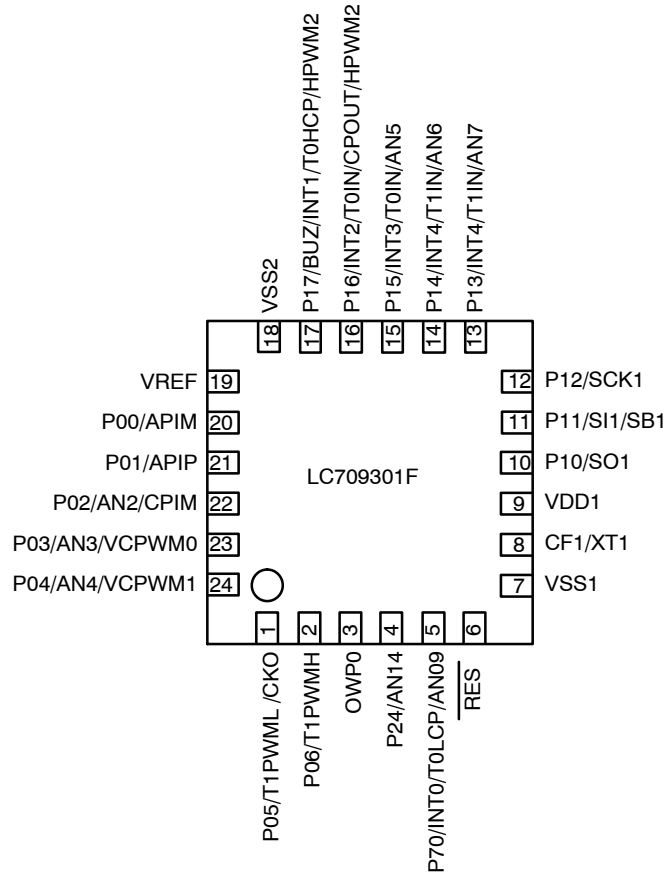 P17/BUZ/INT1/T0HCP/HPWM2
P16/INT2/T0IN/CPOUT/HPWM2
P15/INT3/T0IN/AN5
P14/INT4/T1IN/AN6
P13/INT4/T1IN/AN7
VSS2
18
17
16
15
14
13
VREF 19
P00/APIM 20
P01/APIP 21
P02/AN2/CPIM 22
P03/AN3/VCPWM0 23
P04/AN4/VCPWM1 24
LC709301F
12 P12/SCK1
11 P11/SI1/SB1
10 P10/SO1
9 VDD1
8 CF1/XT1
7 VSS1
1
2
3
4
5
6
P05/T1PWML /CKO
P06/T1PWMH
OWP0
P24/AN14
P70/INT0/T0LCP/AN09
RES